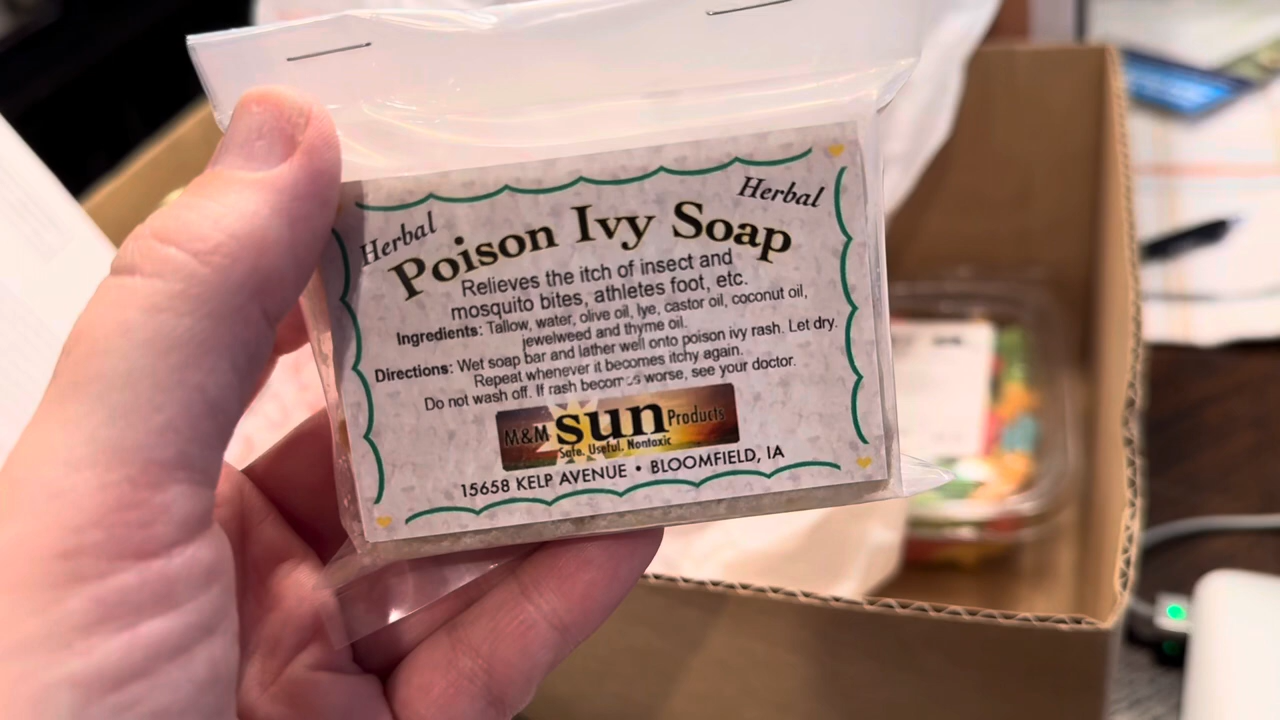 Herbal
Herbal
Poison Ivy Soap
Relieves the itch of insect and
mosquito bites, athletes foot, etc.
Ingredients: Tallow, water, olive oil, lye, castor oil, coconut oil,
jewelweed and thyme oil.
Directions: Wet soap bar and lather well onto poison ivy rash. Let dry.
Repeat whenever it becomes itchy again.
Do not wash off. If rash becomes worse, see your doctor.
M&M sun Products
Safe. Useful. Nontoxic
15658 KELP AVENUE • BLOOMFIELD, IA